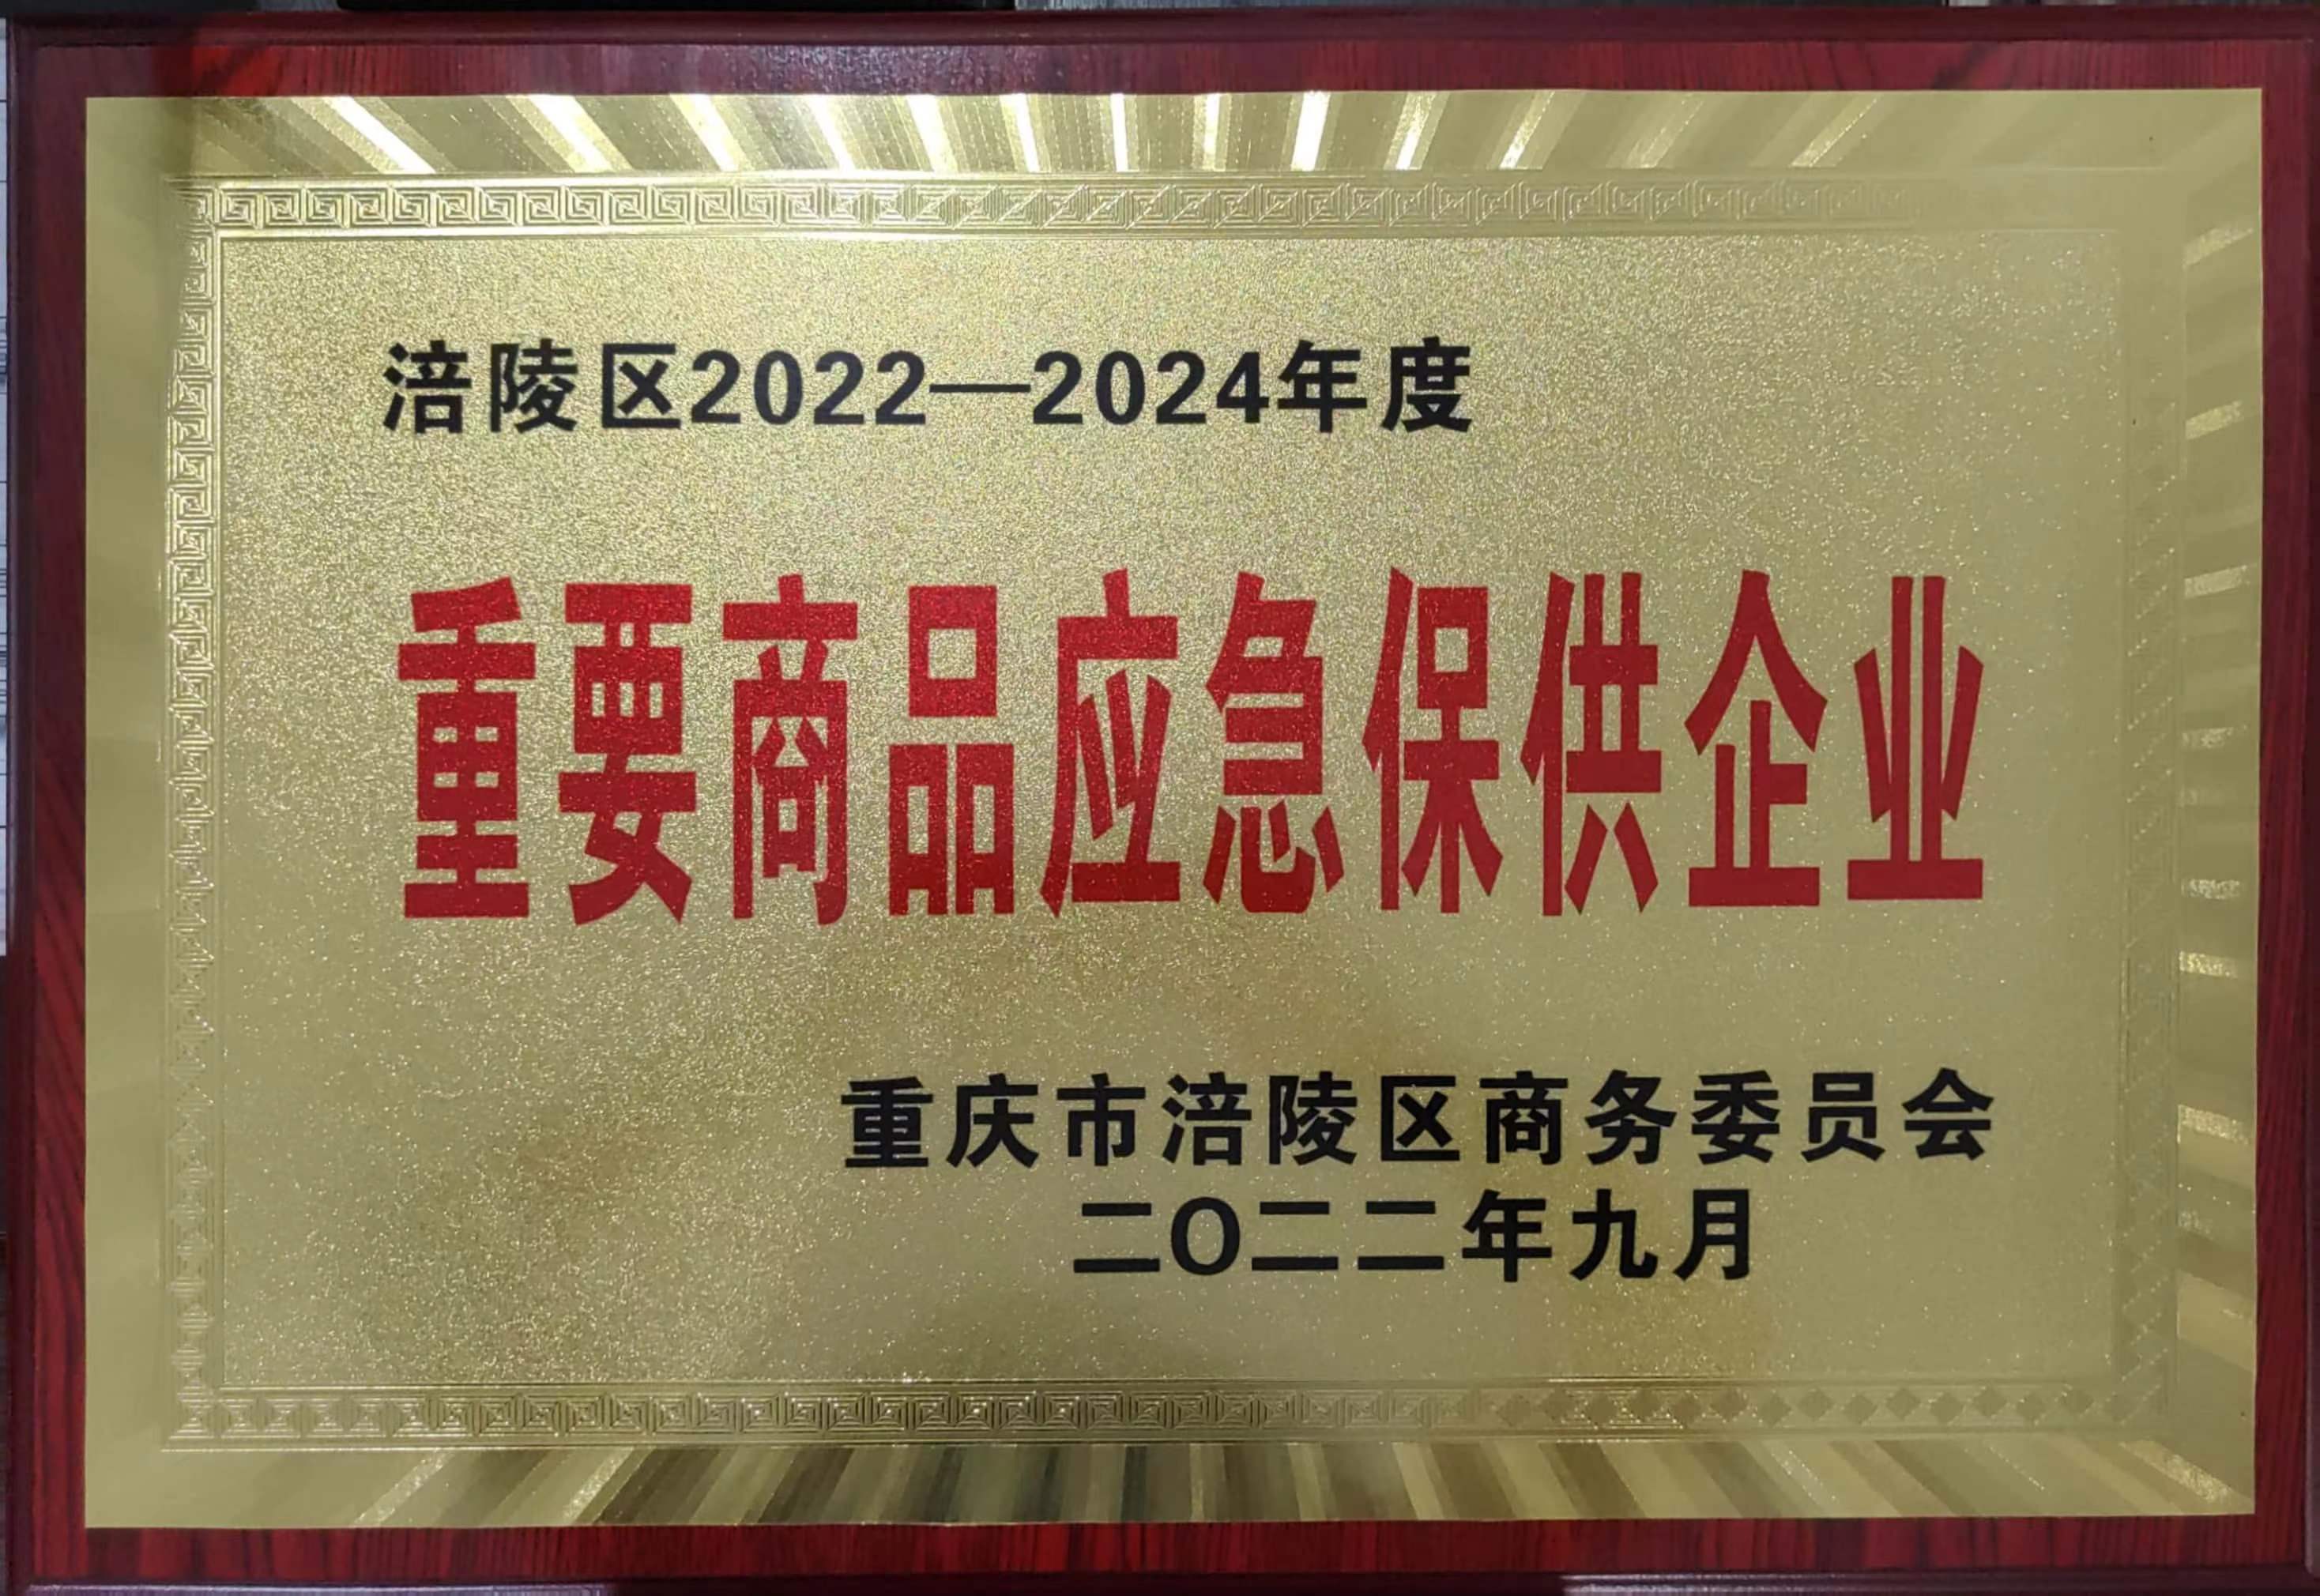 涪陵区2022—2024年度
重要商品应急保供企业
重庆市涪陵区商务委员会
二〇二二年九月